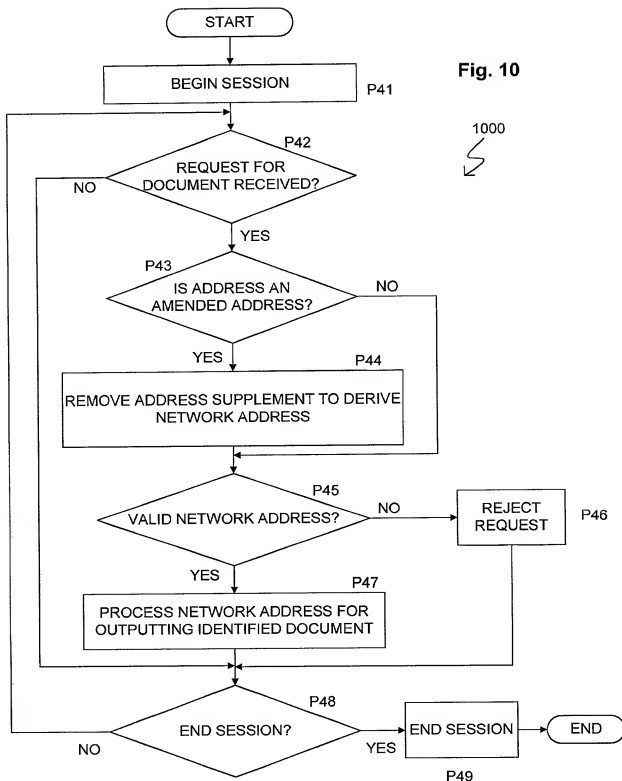 START
Fig. 10
BEGIN SESSION
P41
1000
P42
REQUEST FOR
DOCUMENT RECEIVED?
NO
YES
P43
IS ADDRESS AN
AMENDED ADDRESS?
NO
YES
P44
REMOVE ADDRESS SUPPLEMENT TO DERIVE
NETWORK ADDRESS
P45
VALID NETWORK ADDRESS?
NO
REJECT
REQUEST
P46
YES
P47
PROCESS NETWORK ADDRESS FOR
OUTPUTTING IDENTIFIED DOCUMENT
P48
END SESSION?
NO
YES
END SESSION
END
P49